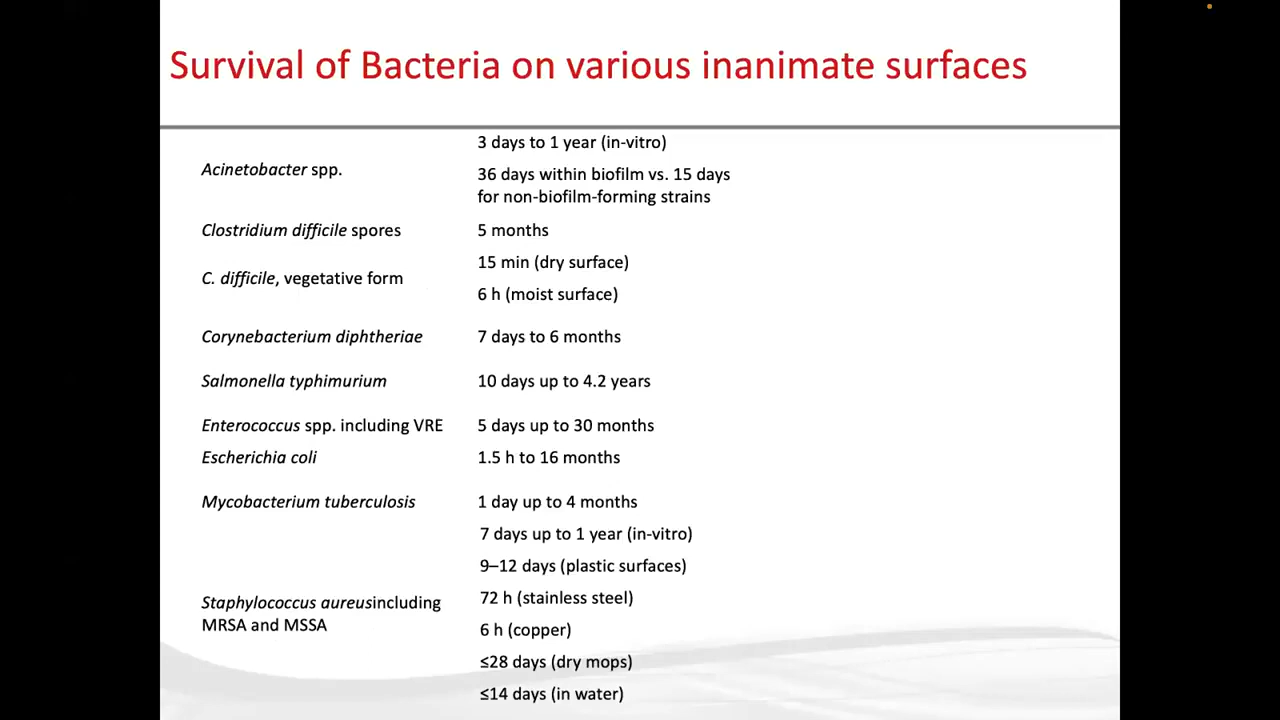 Survival of Bacteria on various inanimate surfaces
Acinetobacter spp.
3 days to 1 year (in-vitro)
36 days within biofilm vs. 15 days
for non-biofilm-forming strains
Clostridium difficile spores
5 months
C. difficile, vegetative form
15 min (dry surface)
6 h (moist surface)
Corynebacterium diphtheriae
7 days to 6 months
Salmonella typhimurium
10 days up to 4.2 years
Enterococcus spp. including VRE
5 days up to 30 months
Escherichia coli
1.5 h to 16 months
Mycobacterium tuberculosis
1 day up to 4 months
Staphylococcus aureusincluding
MRSA and MSSA
7 days up to 1 year (in-vitro)
9–12 days (plastic surfaces)
72 h (stainless steel)
6 h (copper)
≤28 days (dry mops)
≤14 days (in water)